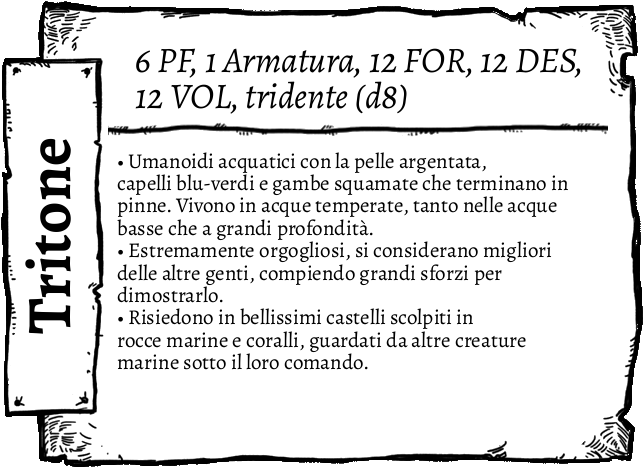 Tritone
6 PF, 1 Armatura, 12 FOR, 12 DES,
12 VOL, tridente (d8)
• Umanoidi acquatici con la pelle argentata,
capelli blu-verdi e gambe squamate che terminano in
pinne. Vivono in acque temperate, tanto nelle acque
basse che a grandi profondità.
• Estremamente orgogliosi, si considerano migliori
delle altre genti, compiendo grandi sforzi per
dimostrarlo.
• Risiedono in bellissimi castelli scolpiti in
rocce marine e coralli, guardati da altre creature
marine sotto il loro comando.